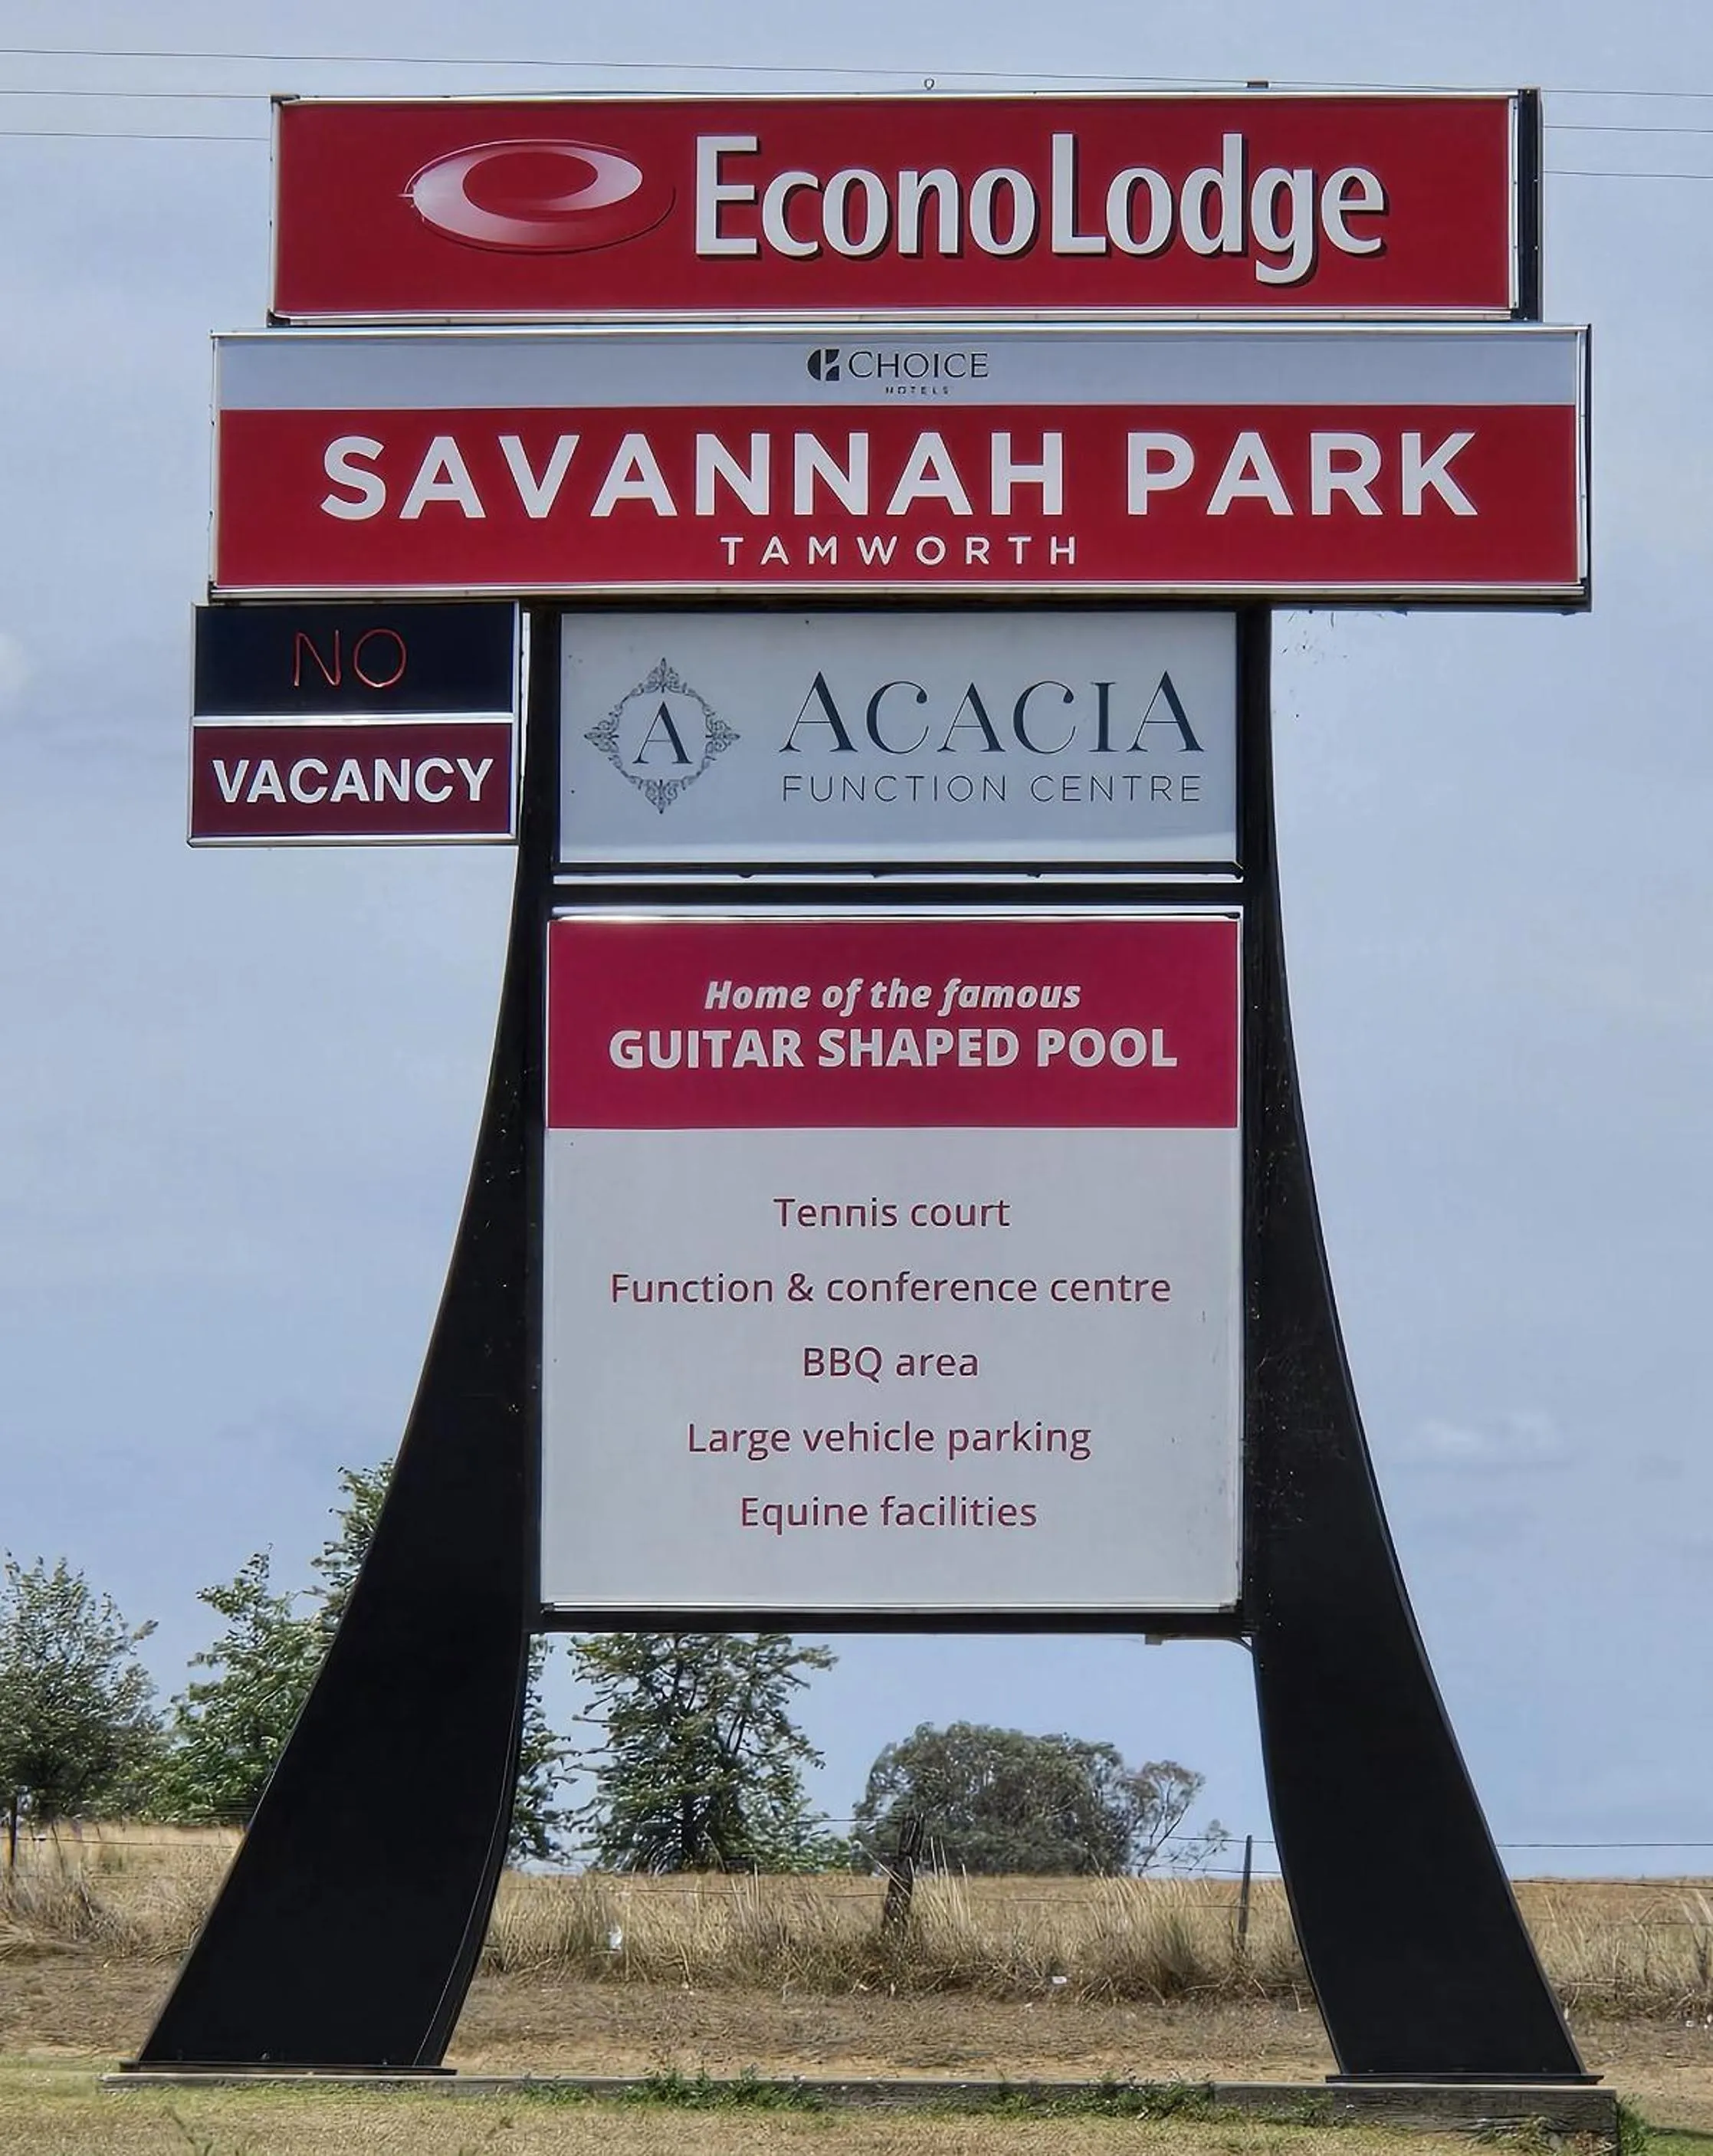 EconoLodge
CHOICE
HOTELS
SAVANNAH PARK
TAMWORTH
NO
VACANCY
A
ACACIA
FUNCTION CENTRE
Home of the famous
GUITAR SHAPED POOL
Tennis court
Function & conference centre
BBQ area
Large vehicle parking
Equine facilities